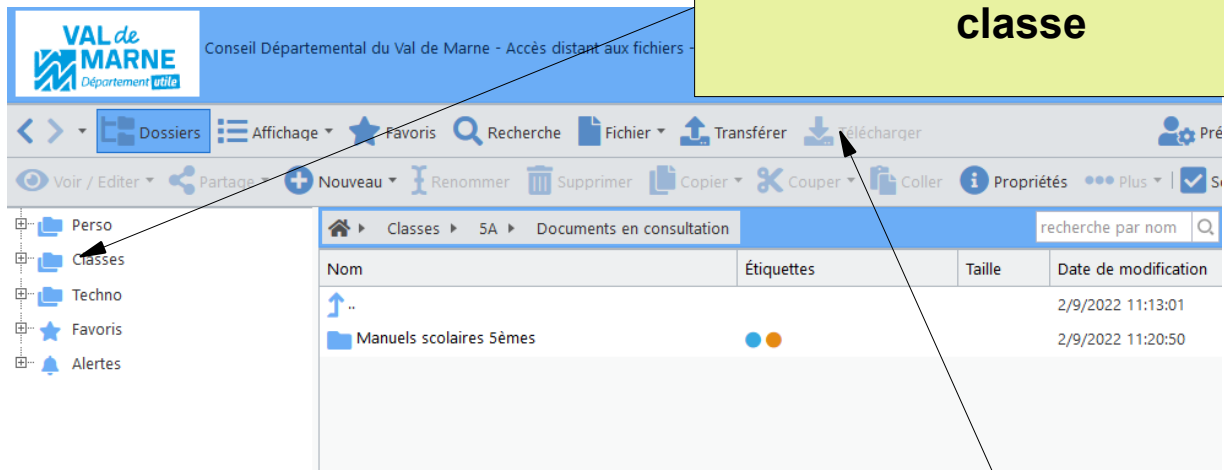 classe
VAL de
MARNE
Département utile
Conseil Départemental du Val de Marne - Accès distant aux fichiers -
Dossiers Affichage Favoris Recherche Fichier Transférer Télécharger Pré
Voir / Editer Partage Nouveau Renommer Supprimer Copier Couper Coller Propriétés Plus S
Perso
Classes
Techno
Favoris
Alertes
Classes 5A Documents en consultation
recherche par nom
Nom Étiquettes Taille Date de modification
.. 2/9/2022 11:13:01
Manuels scolaires 5èmes 2/9/2022 11:20:50